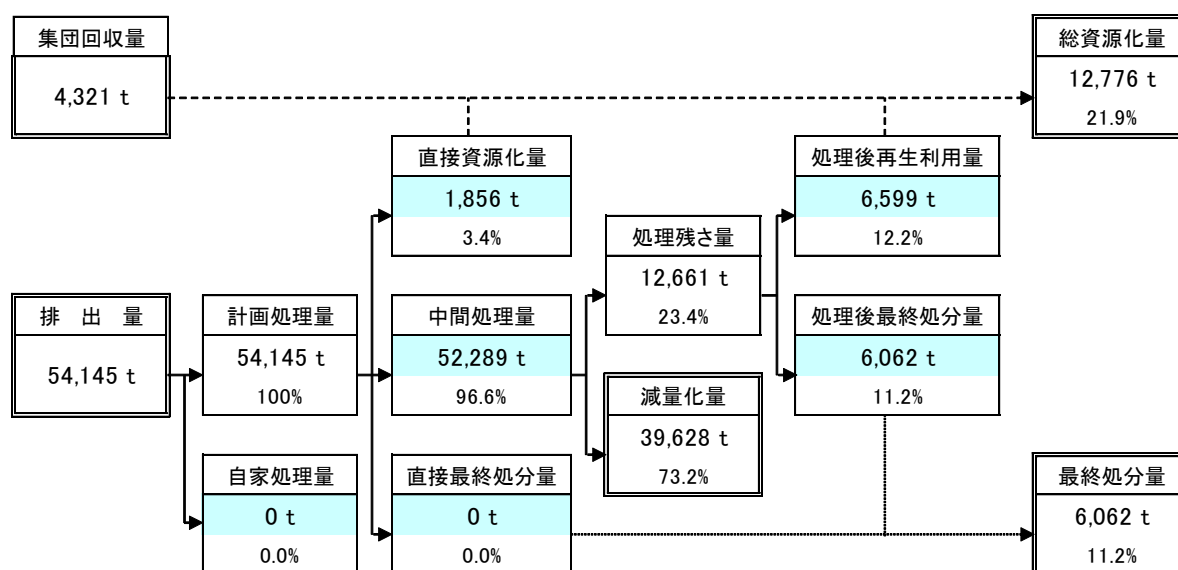 集団回収量
4,321 t
総資源化量
12,776 t
21.9%
直接資源化量
1,856 t
3.4%
処理後再生利用量
6,599 t
12.2%
処理残さ量
12,661 t
23.4%
排 出 量
54,145 t
計画処理量
54,145 t
100%
中間処理量
52,289 t
96.6%
処理後最終処分量
6,062 t
11.2%
減量化量
39,628 t
73.2%
自家処理量
0 t
0.0%
直接最終処分量
0 t
0.0%
最終処分量
6,062 t
11.2%